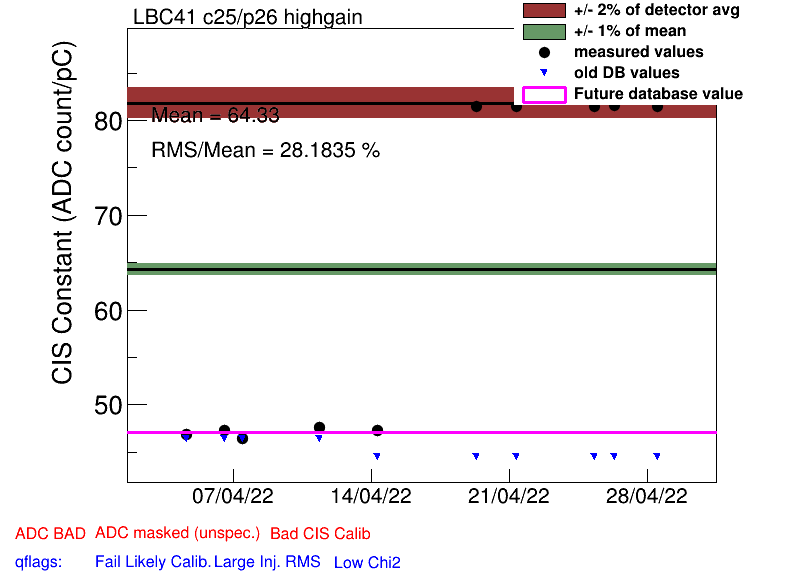 LBC41 c25/p26 highgain
+/- 2% of detector avg
+/- 1% of mean
measured values
old DB values
Future database value
CIS Constant (ADC count/pC)
Mean = 64.33
RMS/Mean = 28.1835 %
80
70
60
50
07/04/22 14/04/22 21/04/22 28/04/22
ADC BAD ADC masked (unspec.) Bad CIS Calib
qflags: Fail Likely Calib. Large Inj. RMS Low Chi2